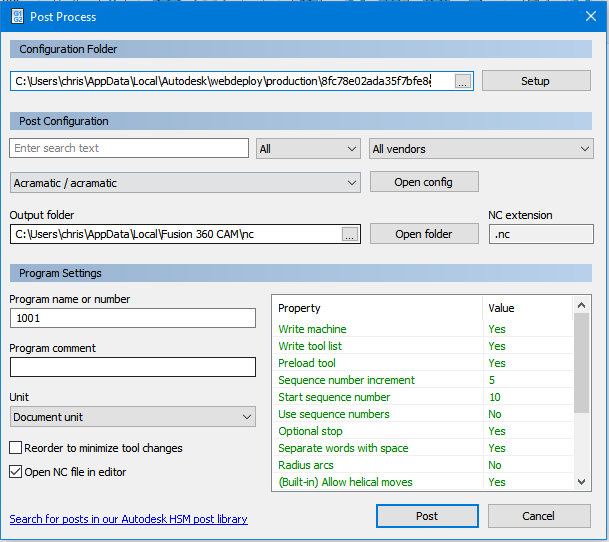 G1
G2
Post Process
Configuration Folder
C:\Users\chris\AppData\Local\Autodesk\webdeploy\production\8fc78e02ada35f7bfe8
...
Setup
Post Configuration
Enter search text
All
All vendors
Acramatic / acramatic
Open config
Output folder
NC extension
C:\Users\chris\AppData\Local\Fusion 360 CAM\nc
...
Open folder
.nc
Program Settings
Program name or number
1001
Program comment
Unit
Document unit
Reorder to minimize tool changes
Open NC file in editor
Property Value
Write machine Yes
Write tool list Yes
Preload tool Yes
Sequence number increment 5
Start sequence number 10
Use sequence numbers No
Optional stop Yes
Separate words with space Yes
Radius arcs No
(Built-in) Allow helical moves Yes
Search for posts in our Autodesk HSM post library
Post
Cancel